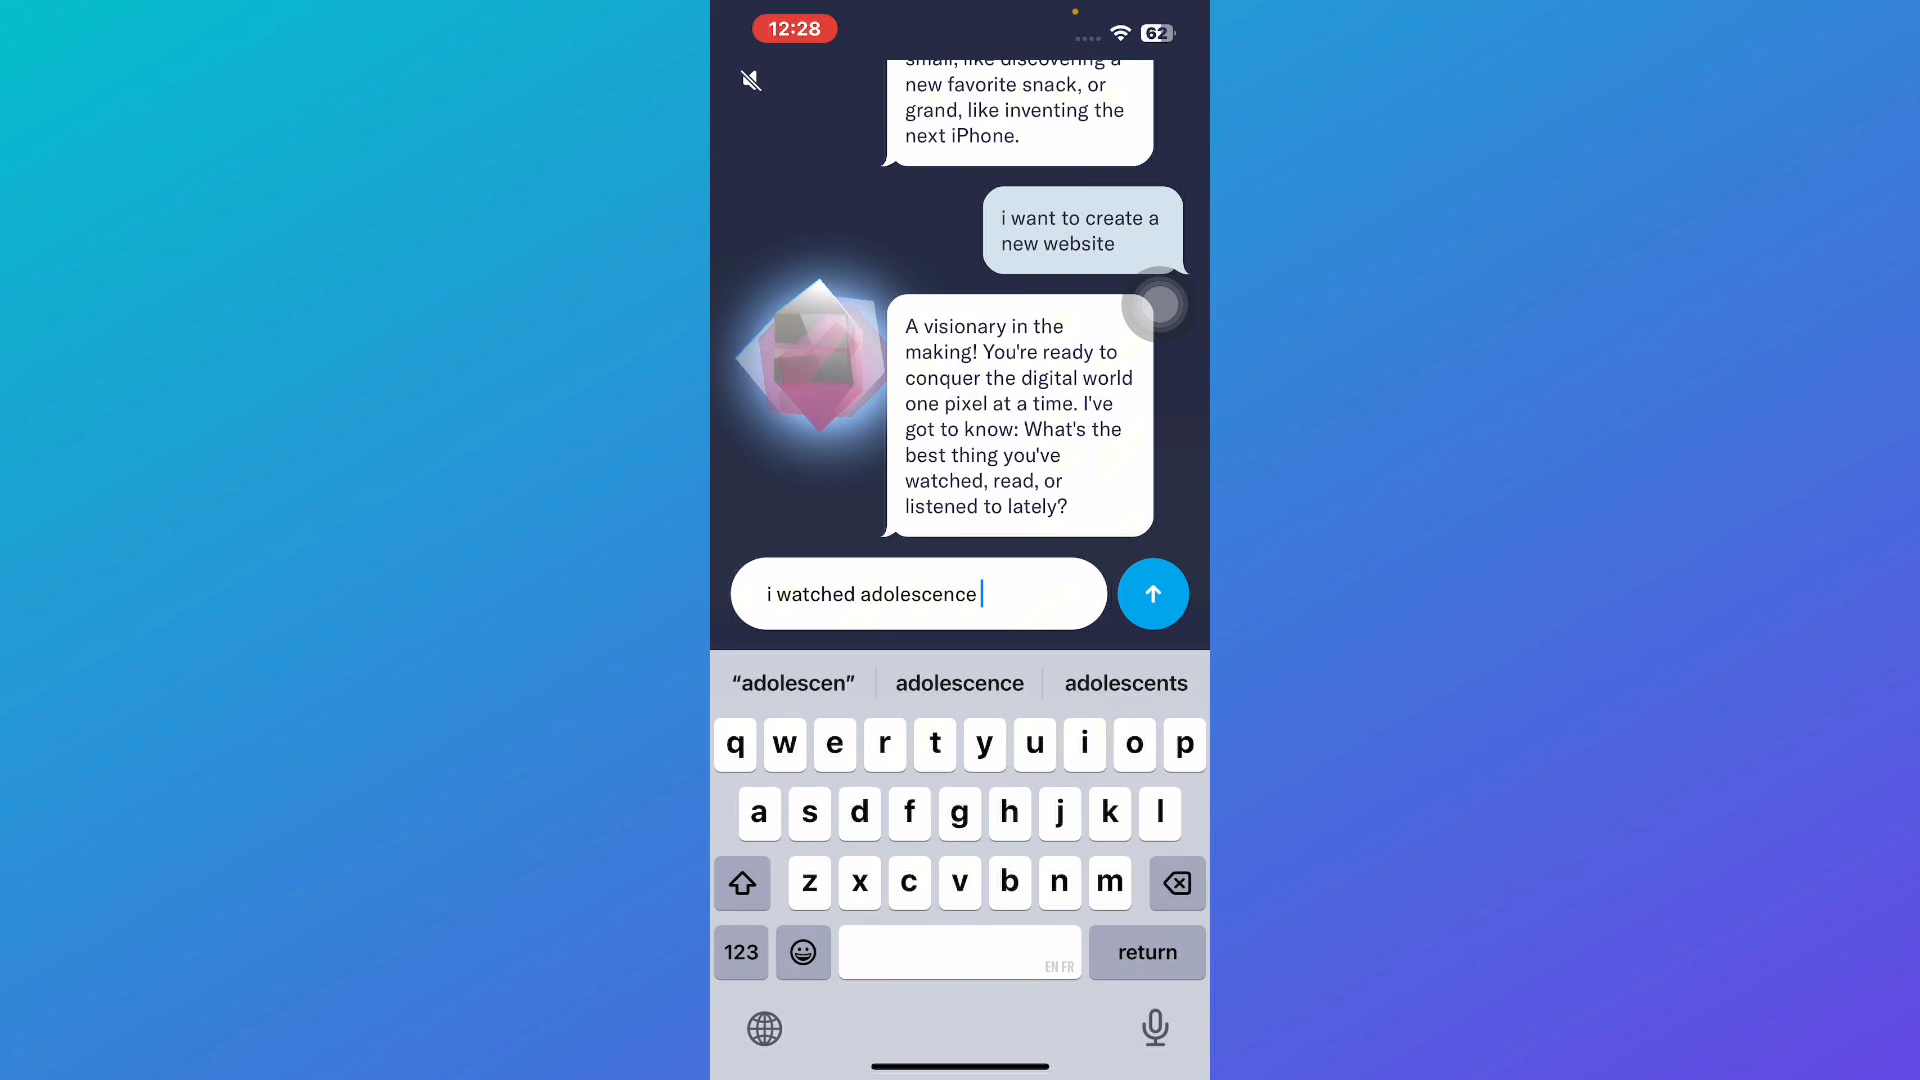 12:28
62
small, like discovering a
new favorite snack, or
grand, like inventing the
next iPhone.
i want to create a
new website
A visionary in the
making! You're ready to
conquer the digital world
one pixel at a time. I've
got to know: What's the
best thing you've
watched, read, or
listened to lately?
i watched adolescence
“adolescen” adolescence adolescents
q w e r t y u i o p
a s d f g h j k l
z x c v b n m
123 EN FR return